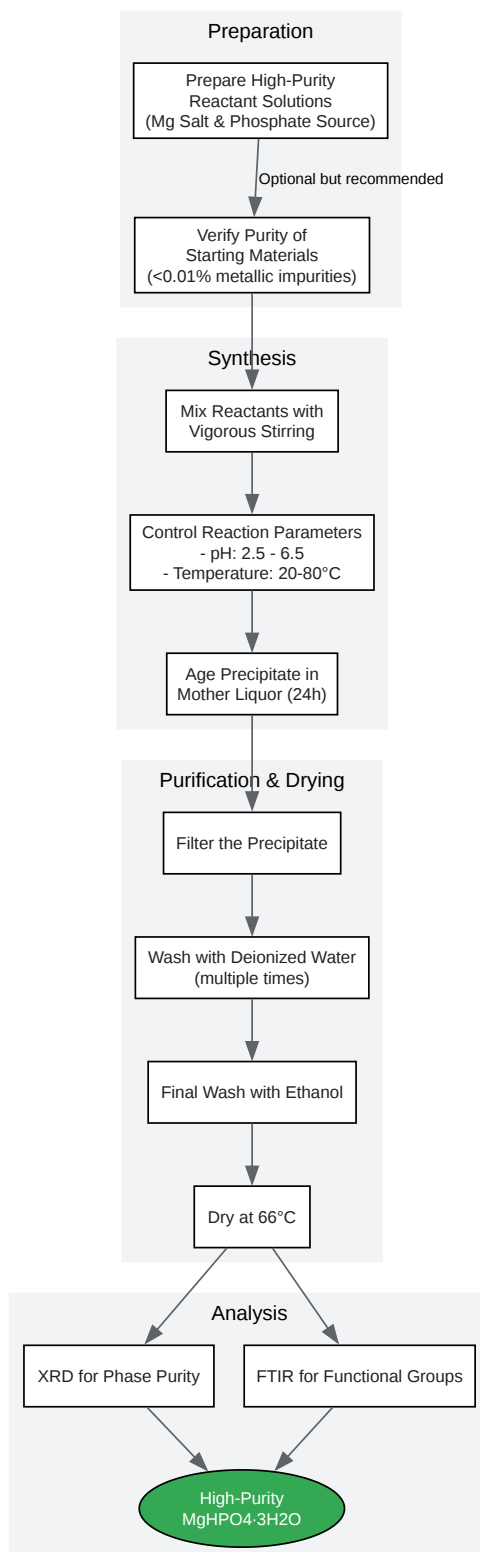 Preparation
Prepare High-Purity
Reactant Solutions
(Mg Salt & Phosphate Source)
Optional but recommended
Verify Purity of
Starting Materials
(<0.01% metallic impurities)
Synthesis
Mix Reactants with
Vigorous Stirring
Control Reaction Parameters
- pH: 2.5 - 6.5
- Temperature: 20-80°C
Age Precipitate in
Mother Liquor (24h)
Purification & Drying
Filter the Precipitate
Wash with Deionized Water
(multiple times)
Final Wash with Ethanol
Dry at 66°C
Analysis
XRD for Phase Purity
FTIR for Functional Groups
High-Purity
MgHPO4·3H2O